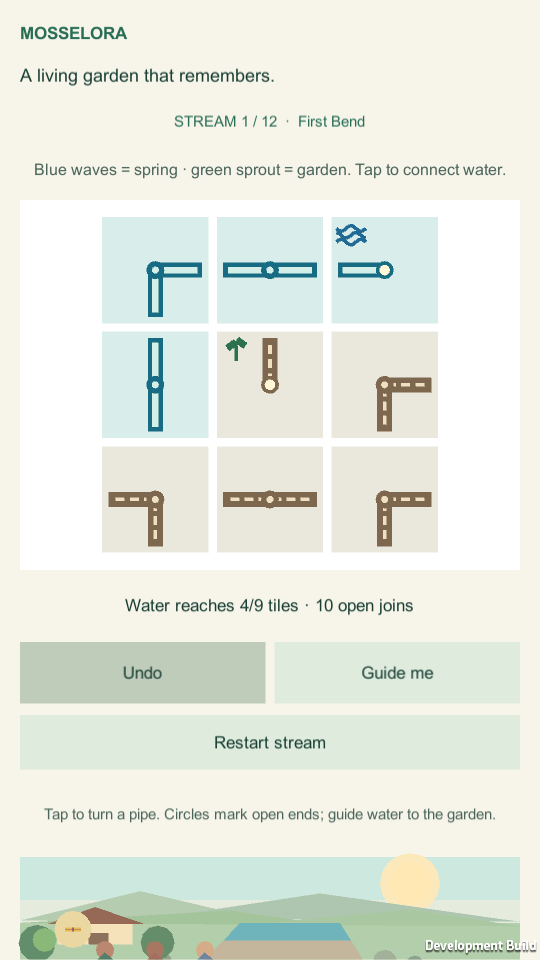 MOSSELORA
A living garden that remembers.
STREAM 1 / 12 · First Bend
Blue waves = spring · green sprout = garden. Tap to connect water.
Water reaches 4/9 tiles · 10 open joins
Undo
Guide me
Restart stream
Tap to turn a pipe. Circles mark open ends; guide water to the garden.
Development Build